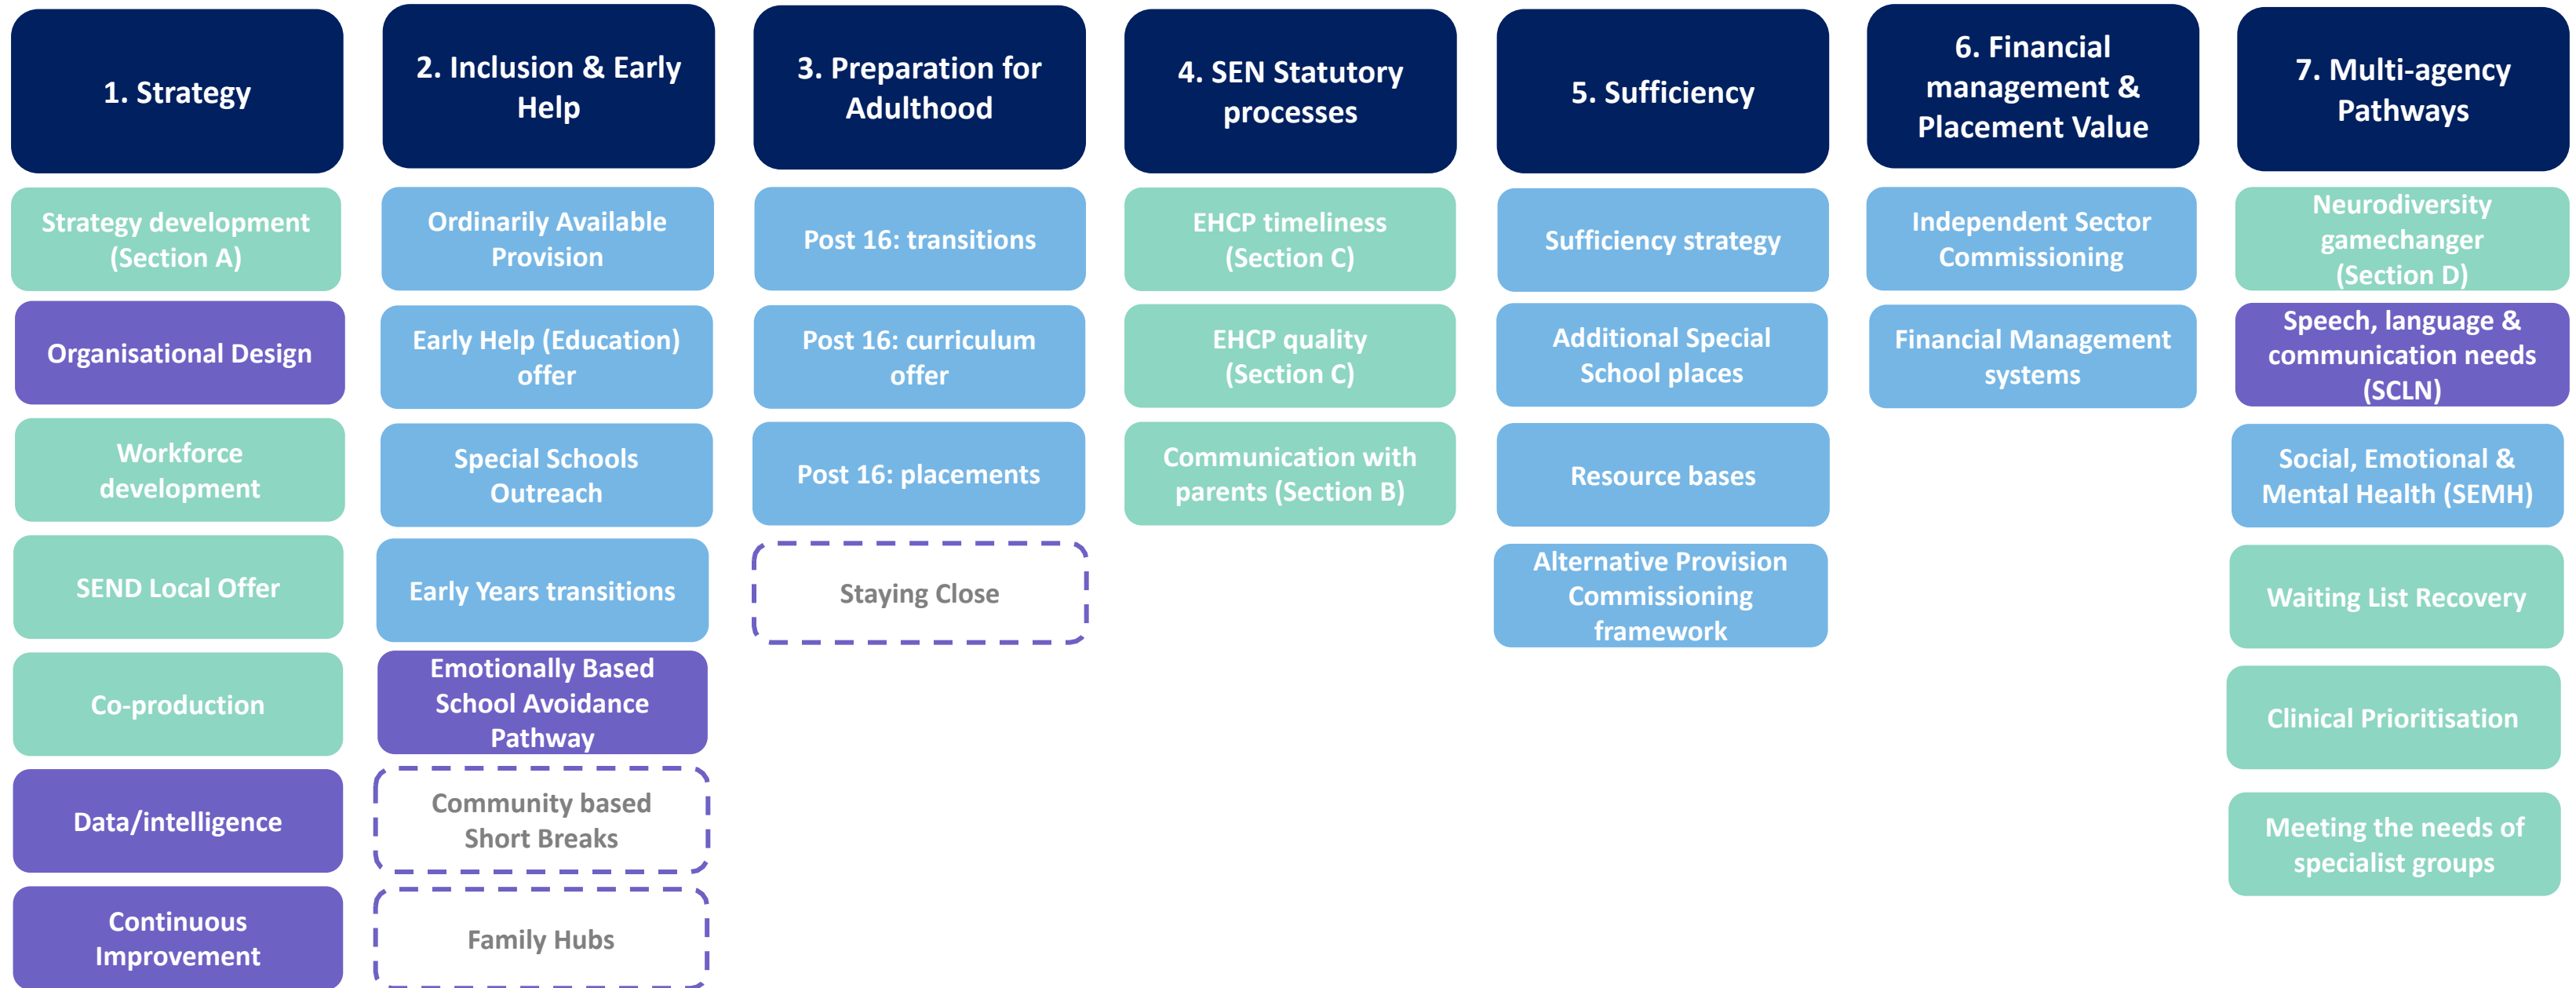 1. Strategy
Strategy development
(Section A)
Organisational Design
Workforce
development
SEND Local Offer
Co-production
Data/intelligence
Continuous
Improvement
2. Inclusion & Early
Help
Ordinarily Available
Provision
Early Help (Education)
offer
Special Schools
Outreach
Early Years transitions
Emotionally Based
School Avoidance
Pathway
Community based
Short Breaks
Family Hubs
3. Preparation for
Adulthood
Post 16: transitions
Post 16: curriculum
offer
Post 16: placements
Staying Close
4. SEN Statutory
processes
EHCP timeliness
(Section C)
EHCP quality
(Section C)
Communication with
parents (Section B)
5. Sufficiency
Sufficiency strategy
Additional Special
School places
Resource bases
Alternative Provision
Commissioning
framework
6. Financial
management &
Placement Value
Independent Sector
Commissioning
Financial Management
systems
7. Multi-agency
Pathways
Neurodiversity
gamechanger
(Section D)
Speech, language &
communication needs
(SCLN)
Social, Emotional &
Mental Health (SEMH)
Waiting List Recovery
Clinical Prioritisation
Meeting the needs of
specialist groups